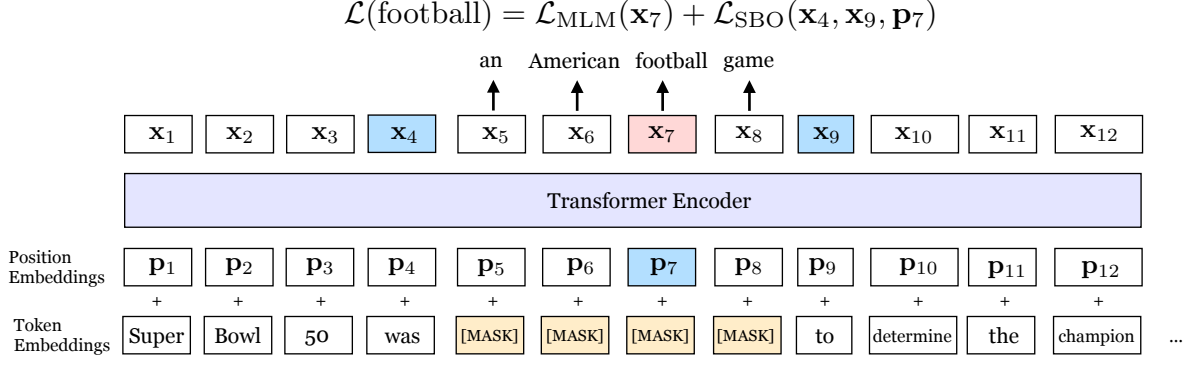 ℒ(football) = ℒ_MLM(x₇) + ℒ_SBO(x₄, x₉, p₇)
an American football game
x₁ x₂ x₃ x₄ x₅ x₆ x₇ x₈ x₉ x₁₀ x₁₁ x₁₂
Transformer Encoder
Position
Embeddings
p₁ p₂ p₃ p₄ p₅ p₆ p₇ p₈ p₉ p₁₀ p₁₁ p₁₂
+ + + + + + + + + + + +
Token
Embeddings
Super Bowl 50 was [MASK] [MASK] [MASK] [MASK] to determine the champion ...